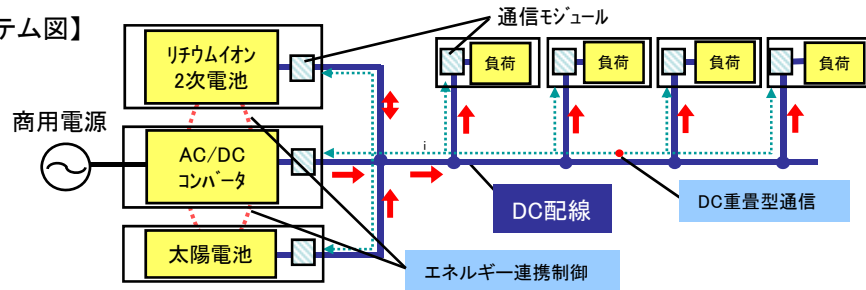 テム図】
通信モジュール
リチウムイオン
2次電池
負荷
負荷
負荷
負荷
商用電源
AC/DC
コンバータ
i
DC配線
DC重畳型通信
太陽電池
エネルギー連携制御